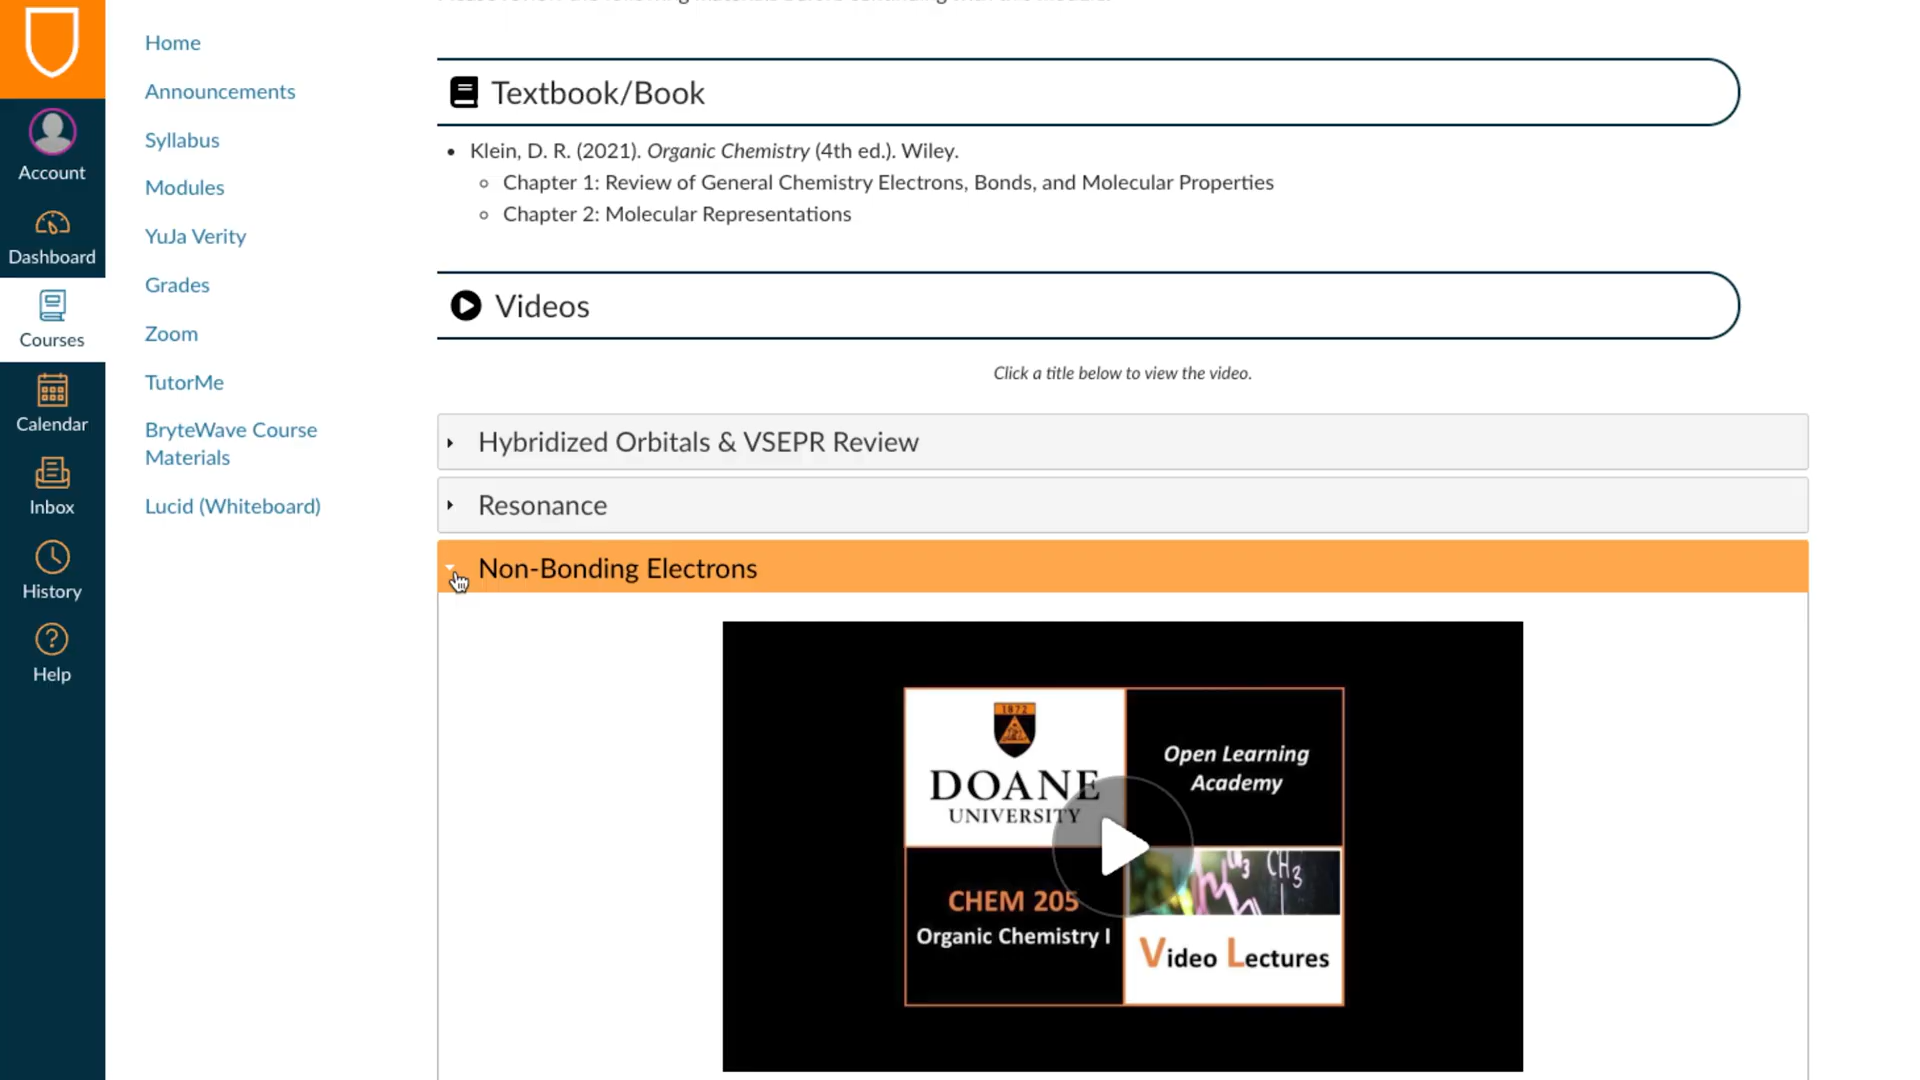 Home
Announcements
Syllabus
Modules
YuJa Verity
Grades
Zoom
TutorMe
BryteWave Course
Materials
Lucid (Whiteboard)
Account
Dashboard
Courses
Calendar
Inbox
History
Help
Textbook/Book
• Klein, D. R. (2021). Organic Chemistry (4th ed.). Wiley.
◦ Chapter 1: Review of General Chemistry Electrons, Bonds, and Molecular Properties
◦ Chapter 2: Molecular Representations
Videos
Click a title below to view the video.
Hybridized Orbitals & VSEPR Review
Resonance
Non-Bonding Electrons
1872
DOANE
UNIVERSITY
Open Learning
Academy
CHEM 205
Organic Chemistry I
CH3
Video Lectures